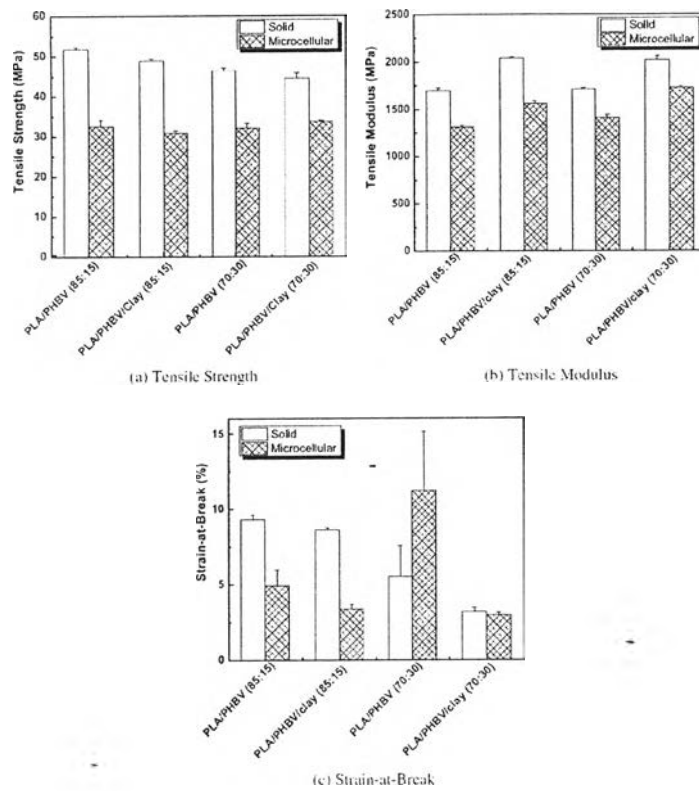 Solid
Microcellular
Tensile Strength (MPa)
60
50
40
30
20
10
0
PLA/PHBV (85:15)
PLA/PHBV/Clay (85:15)
PLA/PHBV (70:30)
PLA/PHBV/Clay (70:30)
(a) Tensile Strength
Solid
Microcellular
Tensile Modulus (MPa)
2500
2000
1750
1500
1250
500
0
PLA/PHBV (85:15)
PLA/PHBV/clay (85:15)
PLA/PHBV (70:30)
PLA/PHBV/clay (70:30)
(b) Tensile Modulus
Solid
Microcellular
Strain-at-Break (%)
15
10
5
0
PLA/PHBV (85:15)
PLA/PHBV/clay (85:15)
PLA/PHBV (70:30)
PLA/PHBV/clay (70:30)
(c) Strain-at-Break